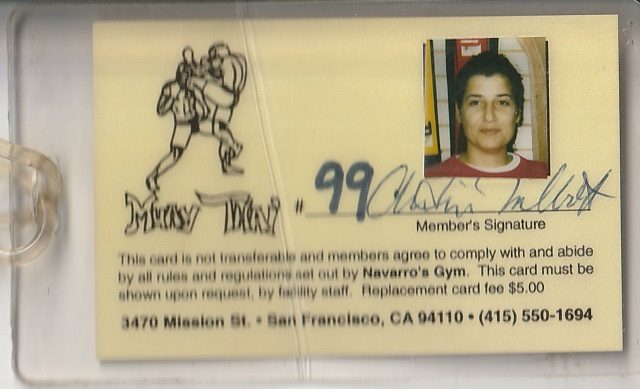 MUAY THAI # 99
Member's Signature
This card is not transferable and members agree to comply with and abide
by all rules and regulations set out by Navarro's Gym. This card must be
shown upon request, by facility staff. Replacement card fee $5.00
3470 Mission St. • San Francisco, CA 94110 • (415) 550-1694